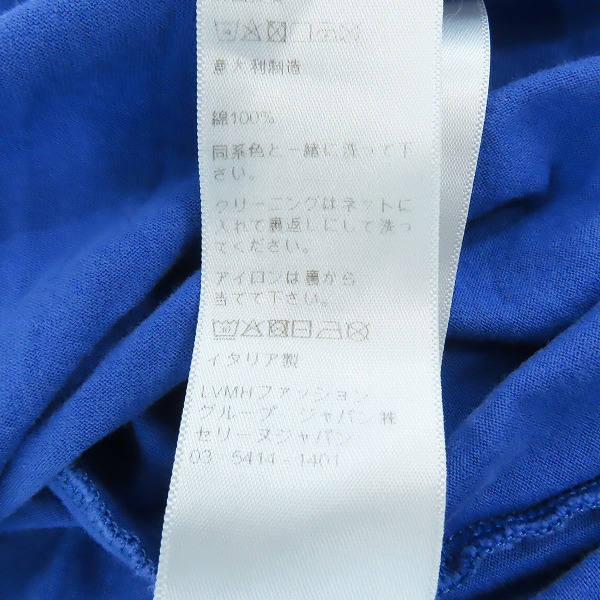 意大利制造
綿100%
同系色と一緒に洗って下
さい。
クリーニングはネットに
入れて裏返しにして洗っ
てください。
アイロンは裏から
当てて下さい。
イタリア製
LVMHファッション
グループ・ジャパン㈱
セリーヌジャパン
03-5414-1401